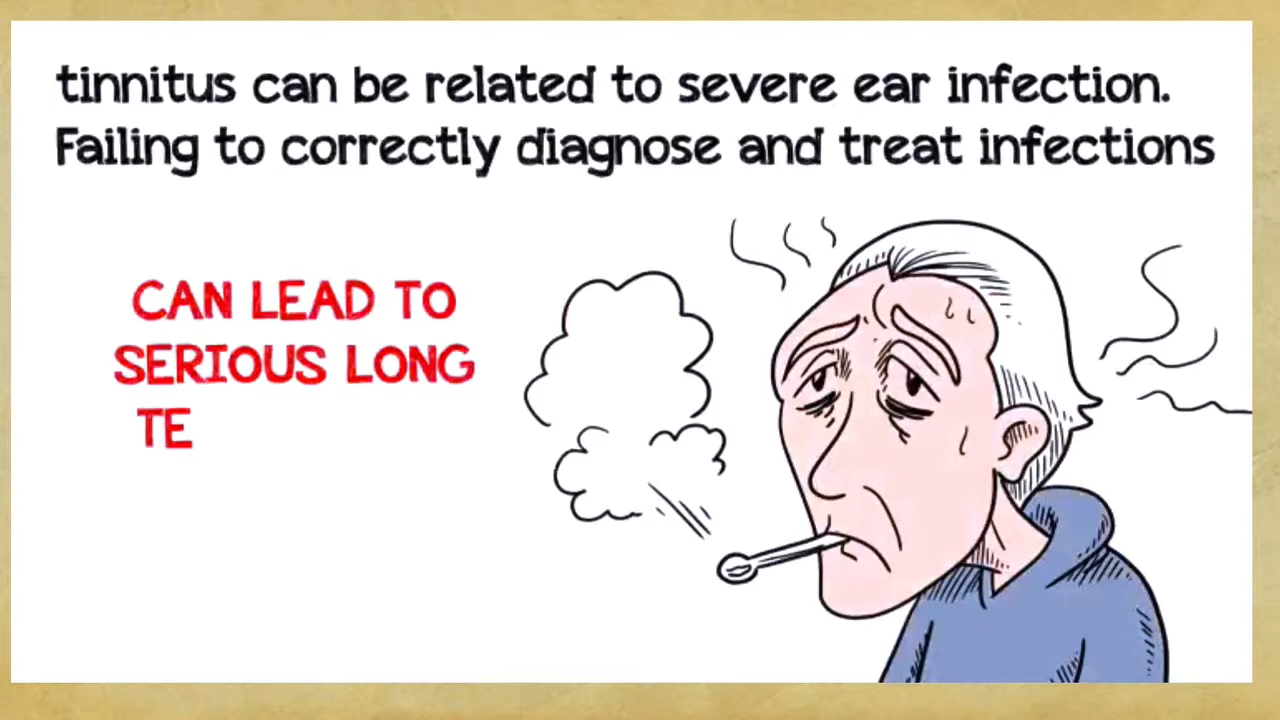 tinnitus can be related to severe ear infection.
Failing to correctly diagnose and treat infections
CAN LEAD TO
SERIOUS LONG
TE